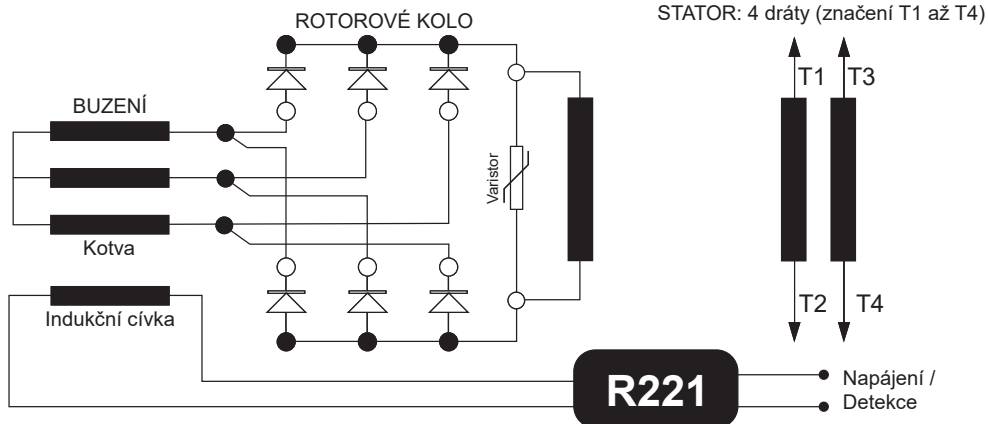 ROTOROVÉ KOLO
STATOR: 4 dráty (značení T1 až T4)
T1
T3
BUZENÍ
Varistor
Kotva
Indukční cívka
T2
T4
R221
Napájení /
Detekce